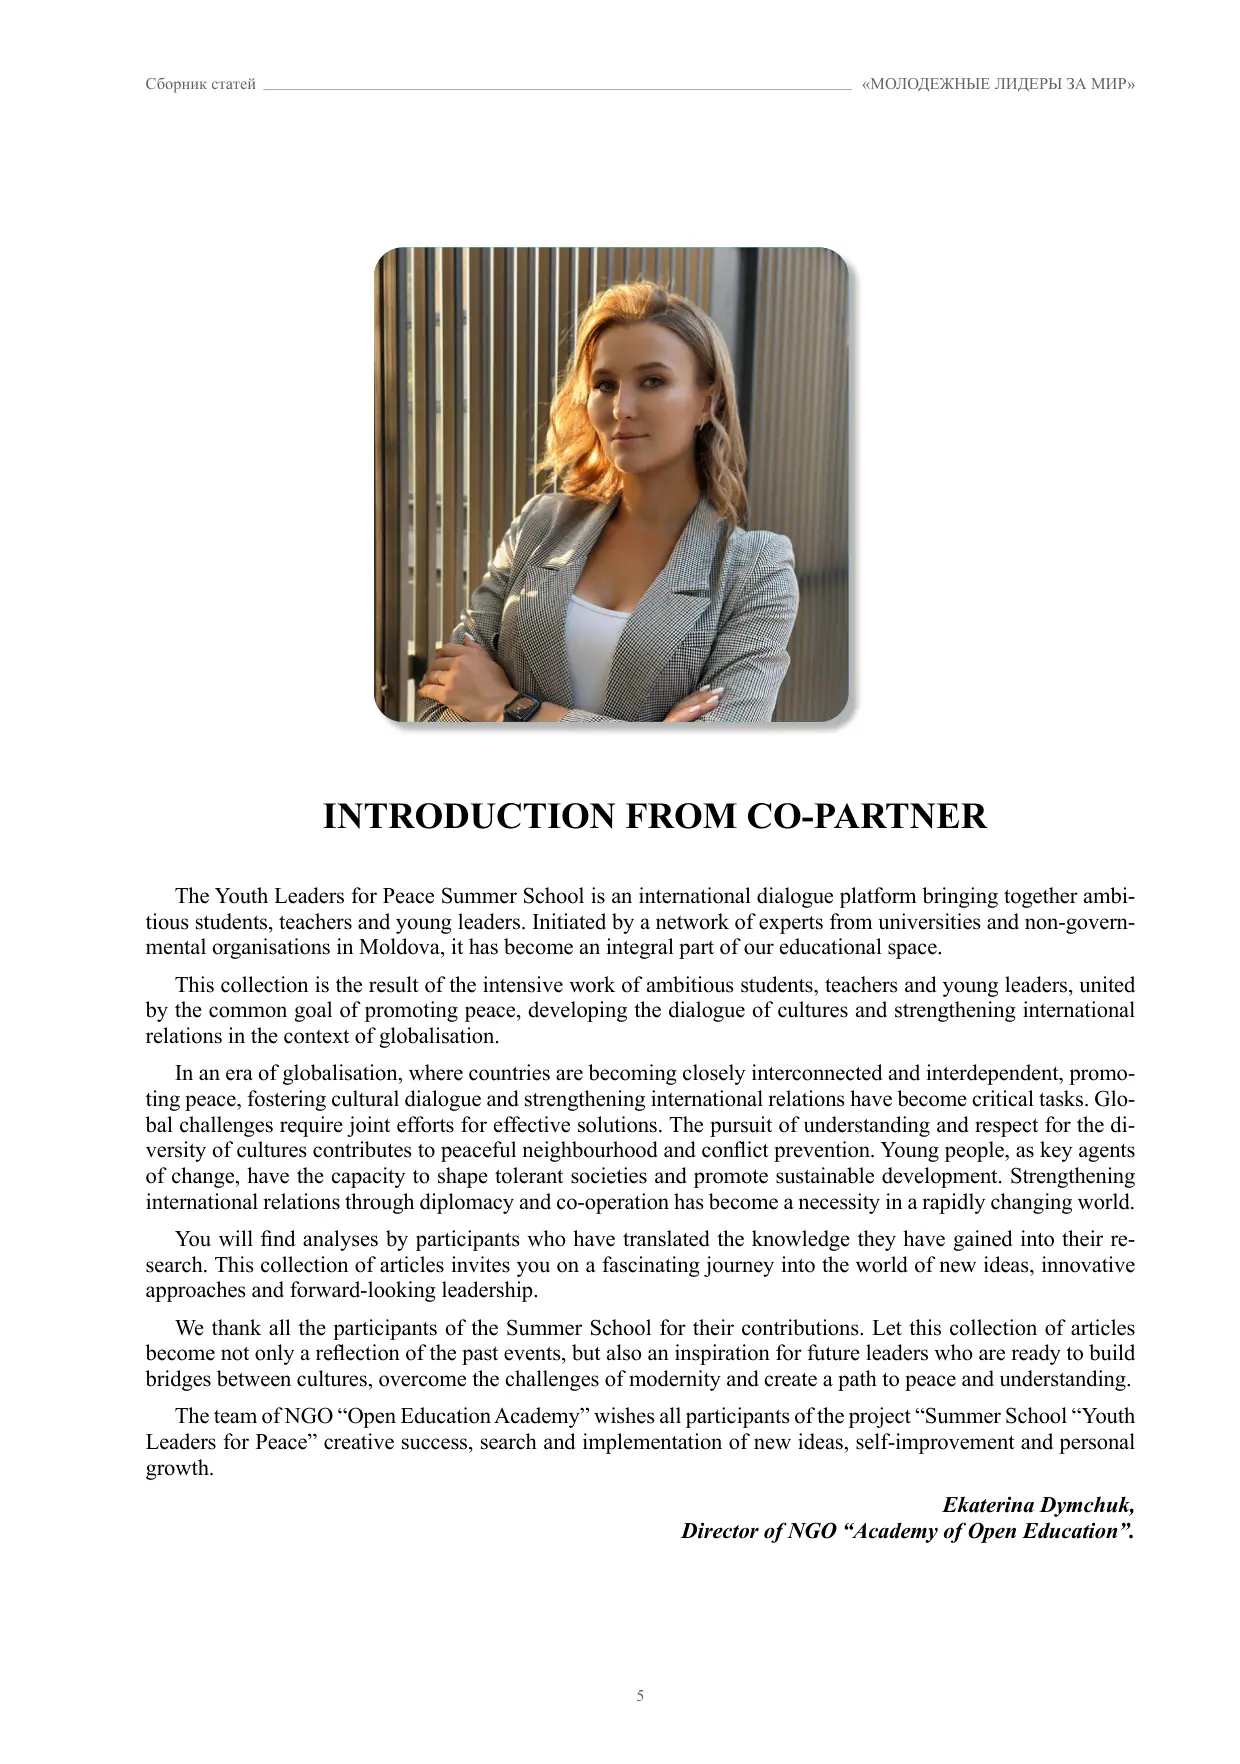 Сборник статей «МОЛОДЕЖНЫЕ ЛИДЕРЫ ЗА МИР»
INTRODUCTION FROM CO-PARTNER
The Youth Leaders for Peace Summer School is an international dialogue platform bringing together ambi-
tious students, teachers and young leaders. Initiated by a network of experts from universities and non-govern-
mental organisations in Moldova, it has become an integral part of our educational space.
This collection is the result of the intensive work of ambitious students, teachers and young leaders, united
by the common goal of promoting peace, developing the dialogue of cultures and strengthening international
relations in the context of globalisation.
In an era of globalisation, where countries are becoming closely interconnected and interdependent, promo-
ting peace, fostering cultural dialogue and strengthening international relations have become critical tasks. Glo-
bal challenges require joint efforts for effective solutions. The pursuit of understanding and respect for the di-
versity of cultures contributes to peaceful neighbourhood and conflict prevention. Young people, as key agents
of change, have the capacity to shape tolerant societies and promote sustainable development. Strengthening
international relations through diplomacy and co-operation has become a necessity in a rapidly changing world.
You will find analyses by participants who have translated the knowledge they have gained into their re-
search. This collection of articles invites you on a fascinating journey into the world of new ideas, innovative
approaches and forward-looking leadership.
We thank all the participants of the Summer School for their contributions. Let this collection of articles
become not only a reflection of the past events, but also an inspiration for future leaders who are ready to build
bridges between cultures, overcome the challenges of modernity and create a path to peace and understanding.
The team of NGO “Open Education Academy” wishes all participants of the project “Summer School “Youth
Leaders for Peace” creative success, search and implementation of new ideas, self-improvement and personal
growth.
Ekaterina Dymchuk,
Director of NGO “Academy of Open Education”.
5